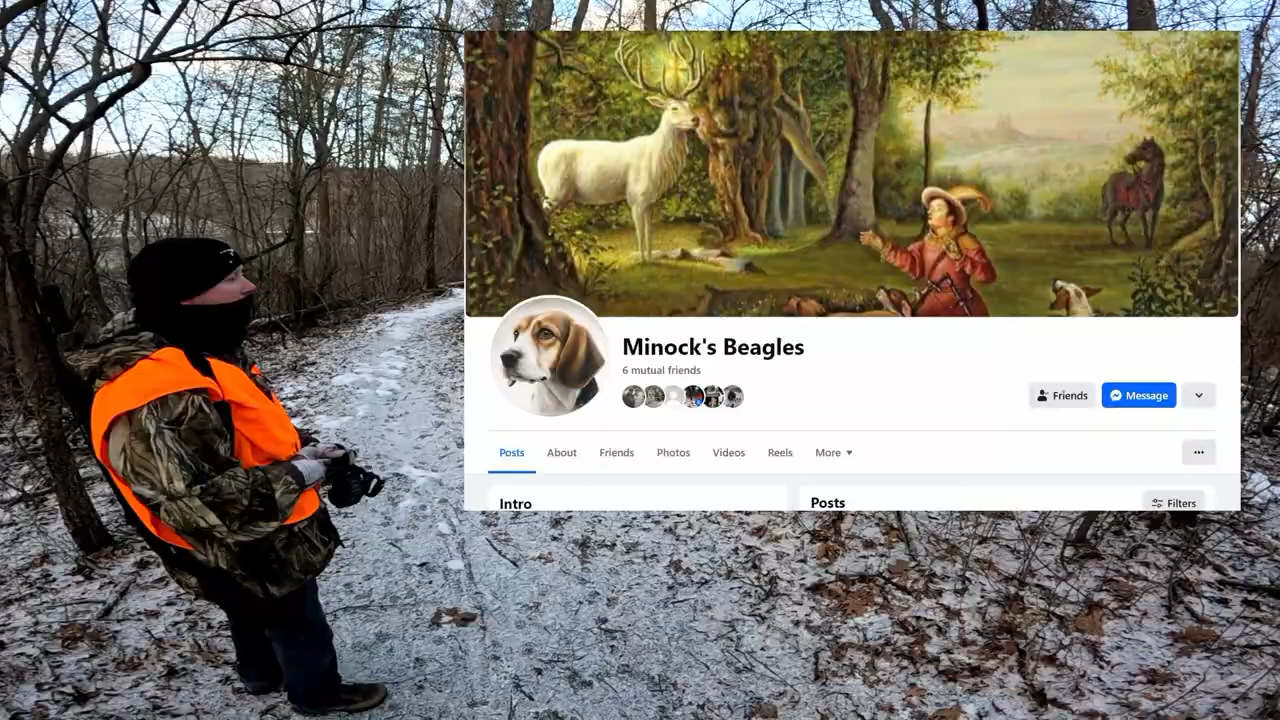 Minock's Beagles
6 mutual friends
Friends
Message
Posts
About
Friends
Photos
Videos
Reels
More
Intro
Posts
Filters